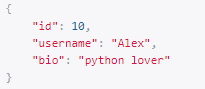 {
    "id": 10,
    "username": "Alex",
    "bio": "python lover"
}